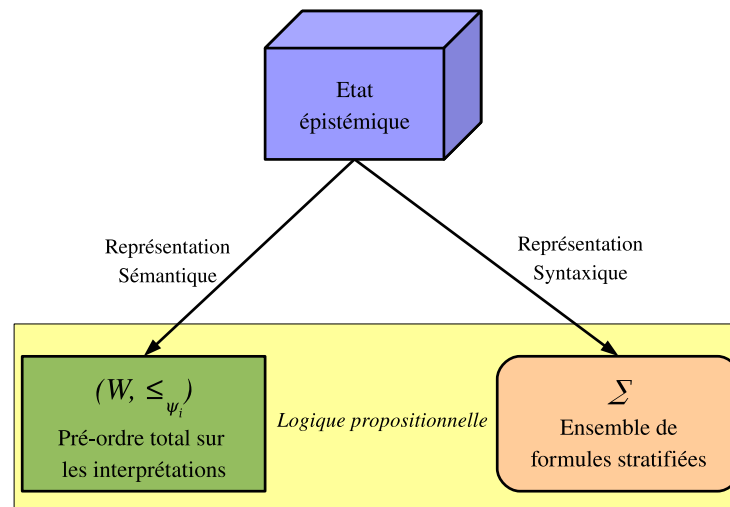 Etat
épistémique
Représentation
Sémantique
Représentation
Syntaxique
(W, ≤ψi)
Pré-ordre total sur
les interprétations
Logique propositionnelle
Σ
Ensemble de
formules stratifiées